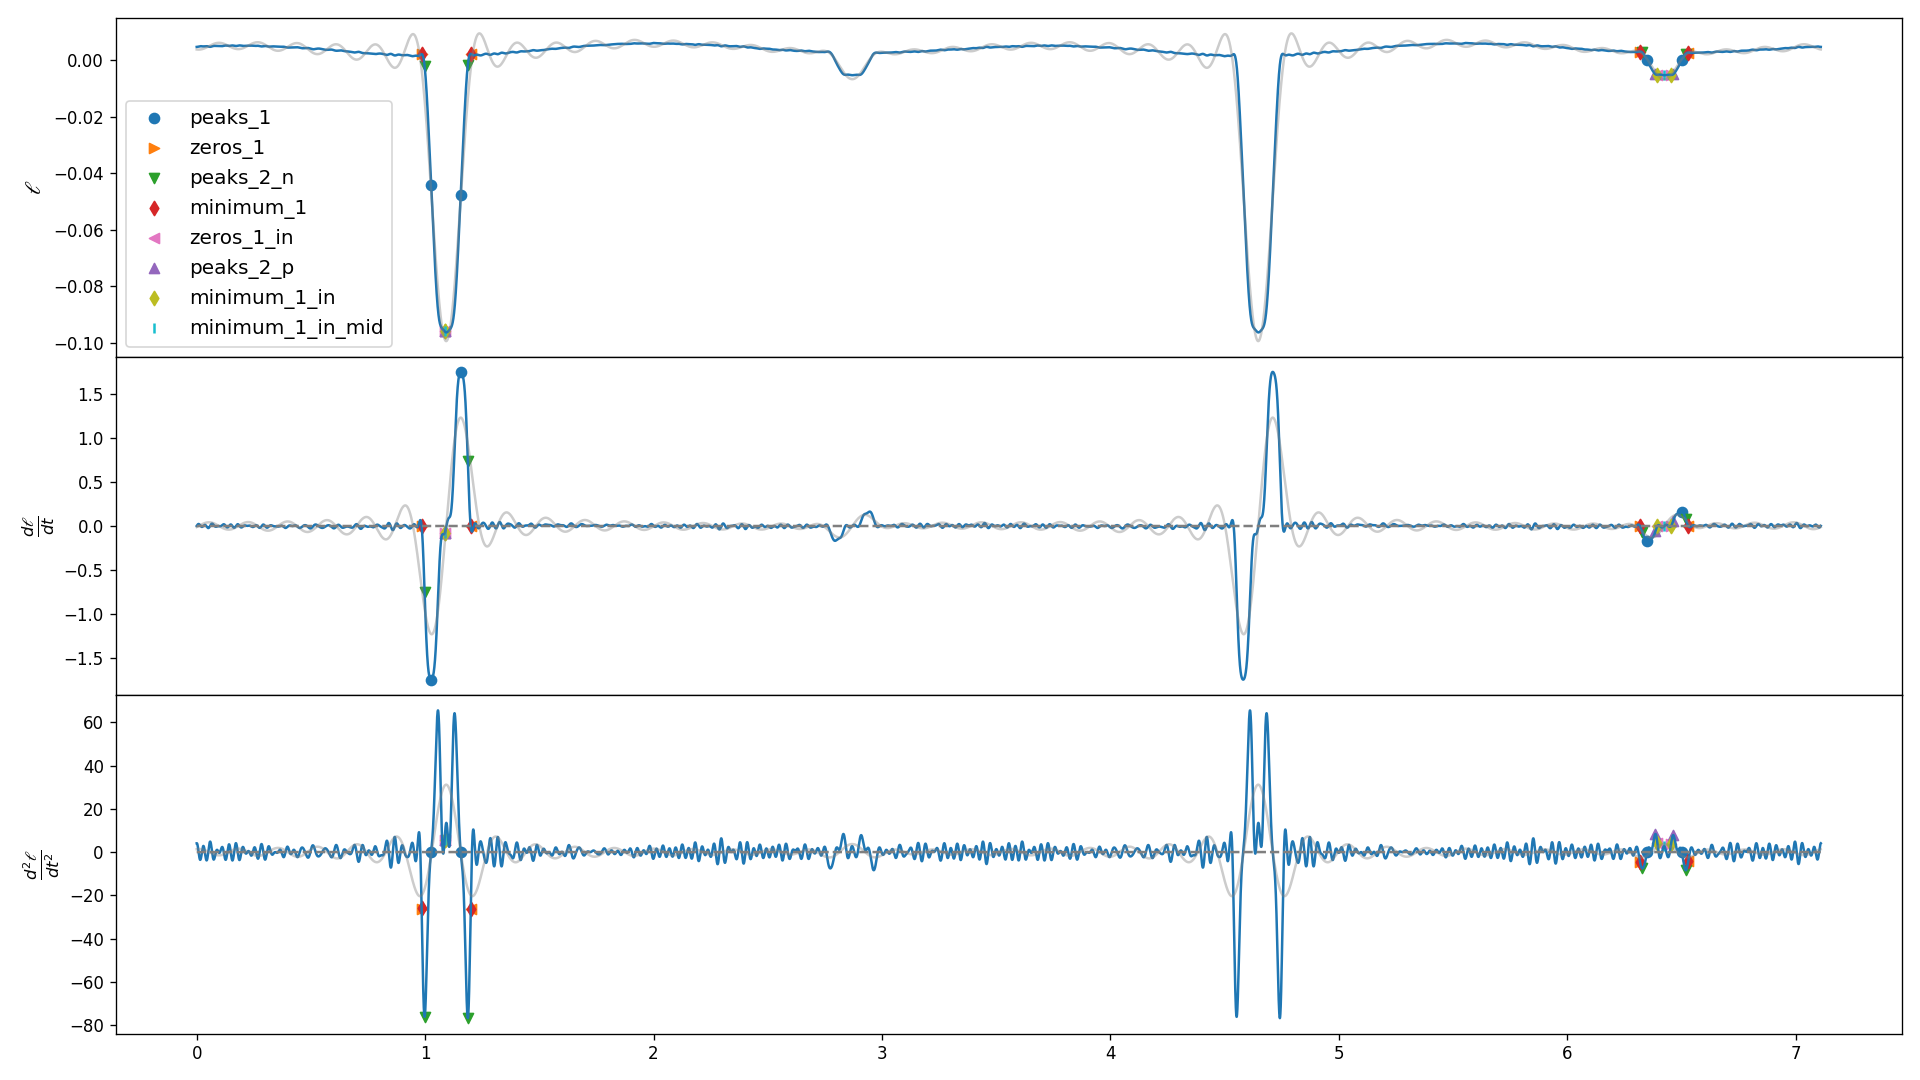 0.00
−0.02
−0.04
−0.06
−0.08
−0.10
ℓ
peaks_1
zeros_1
peaks_2_n
minimum_1
zeros_1_in
peaks_2_p
minimum_1_in
minimum_1_in_mid
1.5
1.0
0.5
0.0
−0.5
−1.0
−1.5
dℓ
dt
60
40
20
0
−20
−40
−60
−80
d²ℓ
dt²
0 1 2 3 4 5 6 7